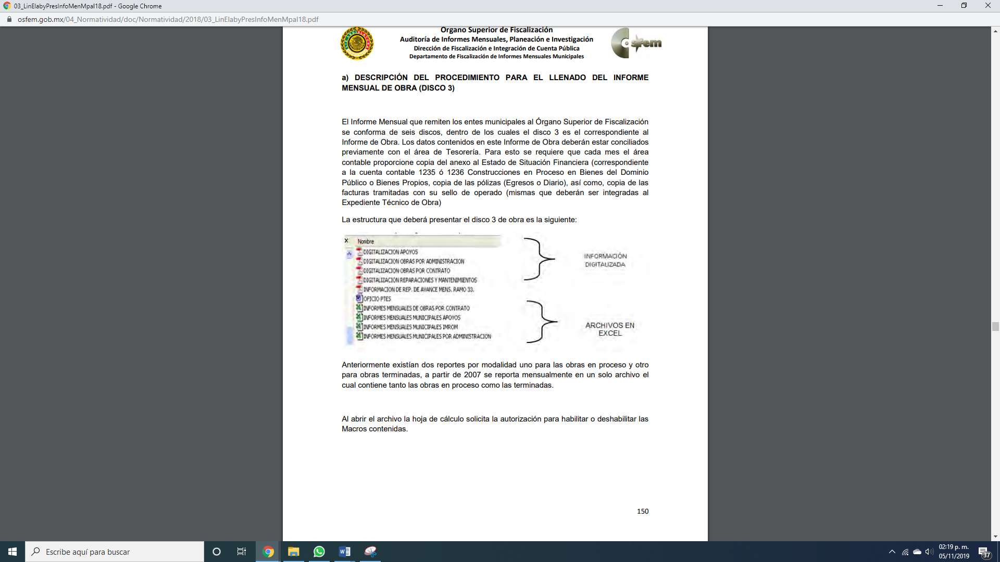 03_LinElabyPresInfoMenMpal18.pdf - Google Chrome
osfem.gob.mx/04_Normatividad/doc/Normatividad/2018/03_LinElabyPresInfoMenMpal18.pdf
Órgano Superior de Fiscalización
Auditoría de Informes Mensuales, Planeación e Investigación
Dirección de Fiscalización e Integración de Cuenta Pública
Departamento de Fiscalización de Informes Mensuales Municipales
osfem
a) DESCRIPCIÓN DEL PROCEDIMIENTO PARA EL LLENADO DEL INFORME
MENSUAL DE OBRA (DISCO 3)
El Informe Mensual que remiten los entes municipales al Órgano Superior de Fiscalización
se conforma de seis discos, dentro de los cuales el disco 3 es el correspondiente al
Informe de Obra. Los datos contenidos en este Informe de Obra deberán estar conciliados
previamente con el área de Tesorería. Para esto se requiere que cada mes el área
contable proporcione copia del anexo al Estado de Situación Financiera (correspondiente
a la cuenta contable 1235 ó 1236 Construcciones en Proceso en Bienes del Dominio
Público o Bienes Propios, copia de las pólizas (Egresos o Diario), así como, copia de las
facturas tramitadas con su sello de operado (mismas que deberán ser integradas al
Expediente Técnico de Obra)
La estructura que deberá presentar el disco 3 de obra es la siguiente:
X Nombre
DIGITALIZACION APOYOS
DIGITALIZACION OBRAS POR ADMINISTRACION
DIGITALIZACION OBRAS POR CONTRATO
DIGITALIZACION REPARACIONES Y MANTENIMIENTOS
INFORMACION DE REP. DE AVANCE MENS. RAMO 33.
OFICIO PTES
INFORMES MENSUALES DE OBRAS POR CONTRATO
INFORMES MENSUALES MUNICIPALES APOYOS
INFORMES MENSUALES MUNICIPALES IMROM
INFORMES MENSUALES MUNICIPALES POR ADMINISTRACION
INFORMACIÓN
DIGITALIZADA
ARCHIVOS EN
EXCEL
Anteriormente existían dos reportes por modalidad uno para las obras en proceso y otro
para obras terminadas, a partir de 2007 se reporta mensualmente en un solo archivo el
cual contiene tanto las obras en proceso como las terminadas.
Al abrir el archivo la hoja de cálculo solicita la autorización para habilitar o deshabilitar las
Macros contenidas.
150
Escribe aquí para buscar
02:19 p. m.
05/11/2019
37